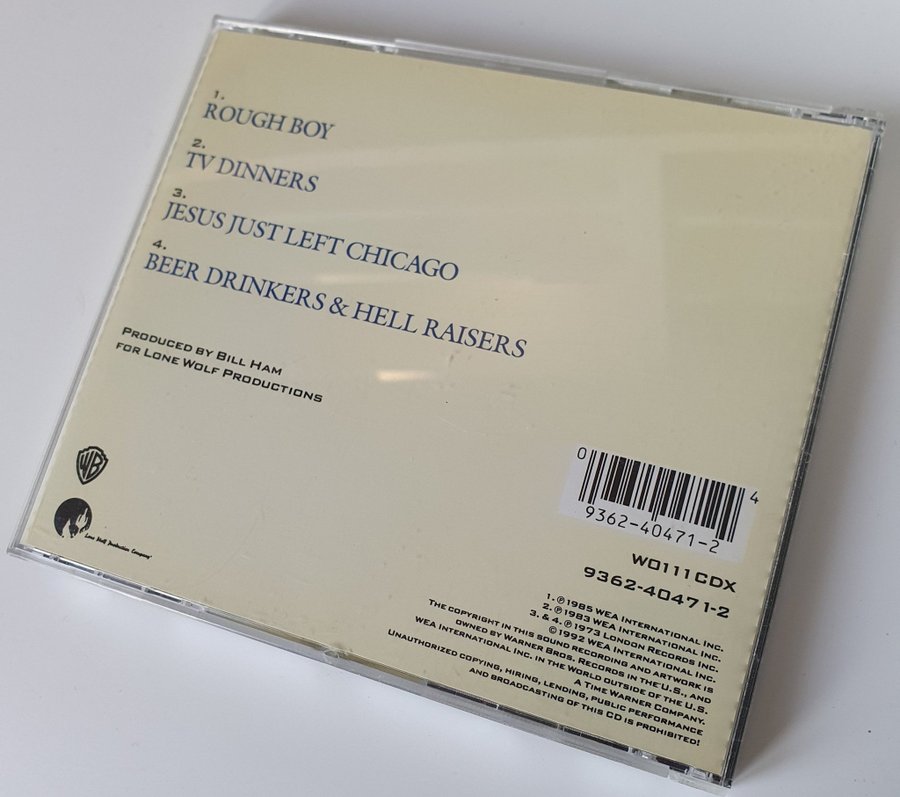 1.
ROUGH BOY
2.
TV DINNERS
3.
JESUS JUST LEFT CHICAGO
4.
BEER DRINKERS & HELL RAISERS
PRODUCED BY BILL HAM
FOR LONE WOLF PRODUCTIONS
WB
Lone Wolf Production Company
0 9362-40471-2 4
W0111CDX
9362-40471-2
1. ℗ 1985 WEA INTERNATIONAL INC.
2. ℗ 1983 WEA INTERNATIONAL INC.
3. & 4. ℗ 1973 LONDON RECORDS INC.
© 1992 WEA INTERNATIONAL INC.
THE COPYRIGHT IN THIS SOUND RECORDING AND ARTWORK IS
OWNED BY WARNER BROS. RECORDS IN THE U.S., AND
WEA INTERNATIONAL INC. IN THE WORLD OUTSIDE OF THE U.S.
A TIME WARNER COMPANY.
UNAUTHORIZED COPYING, HIRING, LENDING, PUBLIC PERFORMANCE
AND BROADCASTING OF THIS CD IS PROHIBITED!